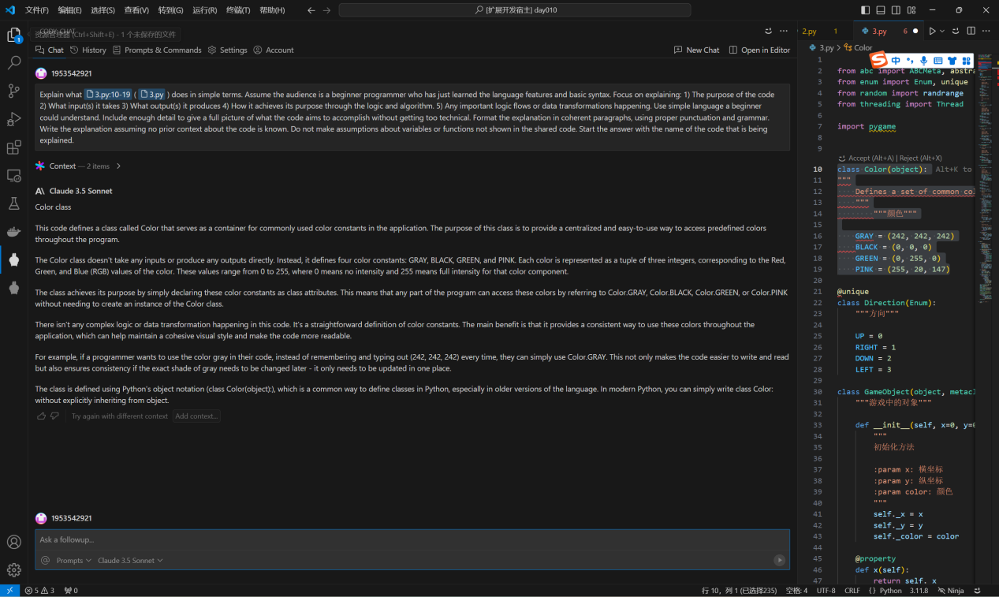 文件(F) 编辑(E) 选择(S) 查看(V) 转到(G) 运行(R) 终端(T) 帮助(H) [扩展开发宿主] day010
资源管理器 (Ctrl+Shift+E) - 1 个未保存的文件
Chat History Prompts & Commands Settings Account New Chat Open in Editor
1953542921
Explain what 3.py:10-19 ( 3.py ) does in simple terms. Assume the audience is a beginner programmer who has just learned the language features and basic syntax. Focus on explaining: 1) The purpose of the code
2) What input(s) it takes 3) What output(s) it produces 4) How it achieves its purpose through the logic and algorithm. 5) Any important logic flows or data transformations happening. Use simple language a beginner
could understand. Include enough detail to give a full picture of what the code aims to accomplish without getting too technical. Format the explanation in coherent paragraphs, using proper punctuation and grammar.
Write the explanation assuming no prior context about the code is known. Do not make assumptions about variables or functions not shown in the shared code. Start the answer with the name of the code that is being
explained.
Context — 2 items
Claude 3.5 Sonnet
Color class
This code defines a class called Color that serves as a container for commonly used color constants in the application. The purpose of this class is to provide a centralized and easy-to-use way to access predefined colors
throughout the program.
The Color class doesn't take any inputs or produce any outputs directly. Instead, it defines four color constants: GRAY, BLACK, GREEN, and PINK. Each color is represented as a tuple of three integers, corresponding to the Red,
Green, and Blue (RGB) values of the color. These values range from 0 to 255, where 0 means no intensity and 255 means full intensity for that color component.
The class achieves its purpose by simply declaring these color constants as class attributes. This means that any part of the program can access these colors by referring to Color.GRAY, Color.BLACK, Color.GREEN, or Color.PINK
without needing to create an instance of the Color class.
There isn't any complex logic or data transformation happening in this code. It's a straightforward definition of color constants. The main benefit is that it provides a consistent way to use these colors throughout the
application, which can help maintain a cohesive visual style and make the code more readable.
For example, if a programmer wants to use the color gray in their code, instead of remembering and typing out (242, 242, 242) every time, they can simply use Color.GRAY. This not only makes the code easier to write and read
but also ensures consistency if the exact shade of gray needs to be changed later - it only needs to be updated in one place.
The class is defined using Python's object notation (class Color(object):), which is a common way to define classes in Python, especially in older versions of the language. In modern Python, you can simply write class Color:
without explicitly inheriting from object.
Try again with different context Add context...
1953542921
Ask a followup...
@ Prompts Claude 3.5 Sonnet
2.py 1 3.py 6
3.py > Color
中
1
2 from abc import ABCMeta, abstra
3 from enum import Enum, unique
4 from random import randrange
5 from threading import Thread
6
7 import pygame
8
9
Accept (Alt+A) | Reject (Alt+X)
10 class Color(object): Alt+K to
11 """
12 Defines a set of common co
13 """
14 """颜色"""
15
16 GRAY = (242, 242, 242)
17 BLACK = (0, 0, 0)
18 GREEN = (0, 255, 0)
19 PINK = (255, 20, 147)
20
21 @unique
22 class Direction(Enum):
23 """方向"""
24
25 UP = 0
26 RIGHT = 1
27 DOWN = 2
28 LEFT = 3
29
30 class GameObject(object, metacl
31 """游戏中的对象"""
32
33 def __init__(self, x=0, y=0
34 """
35 初始化方法
36
37 :param x: 横坐标
38 :param y: 纵坐标
39 :param color: 颜色
40 """
41 self._x = x
42 self._y = y
43 self._color = color
44
45 @property
46 def x(self):
47 return self._x
5 3 0 行 10, 列 1 (已选择235) 空格: 4 UTF-8 CRLF {} Python 3.11.8 Ninja